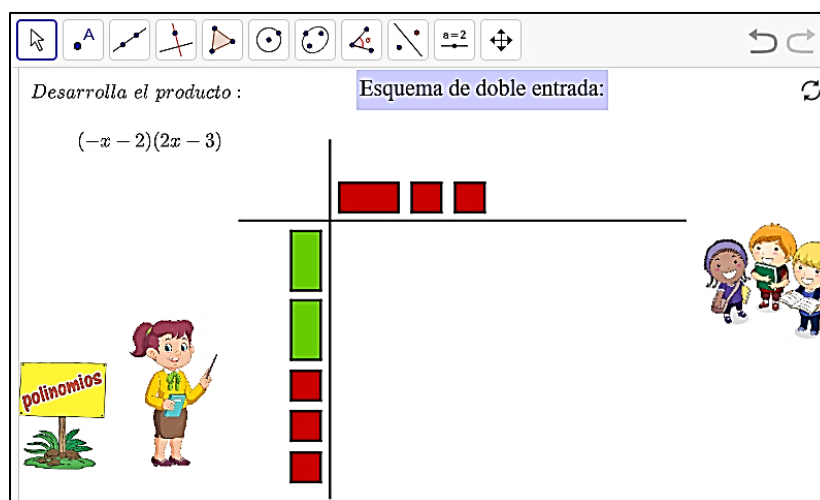 A
a=2
Desarrolla el producto :
Esquema de doble entrada:
(−x − 2)(2x − 3)
polinomios